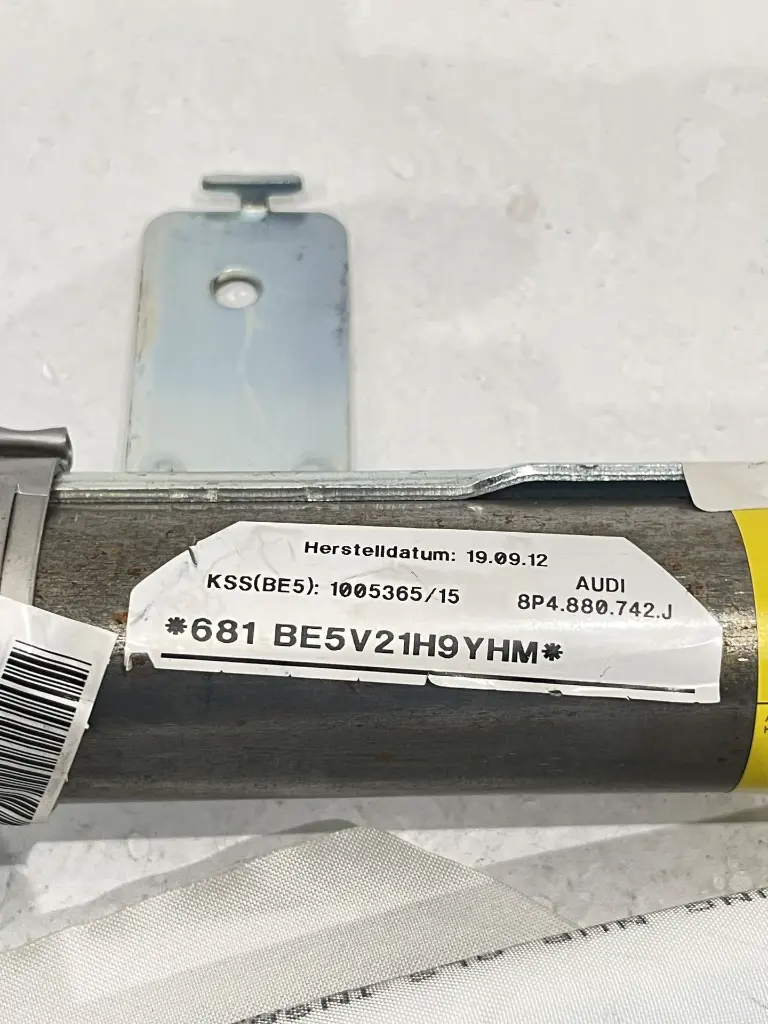 Herstelldatum: 19.09.12
KSS(BE5): 1005365/15
AUDI
8P4.880.742.J
*681 BE5V21H9YHM*